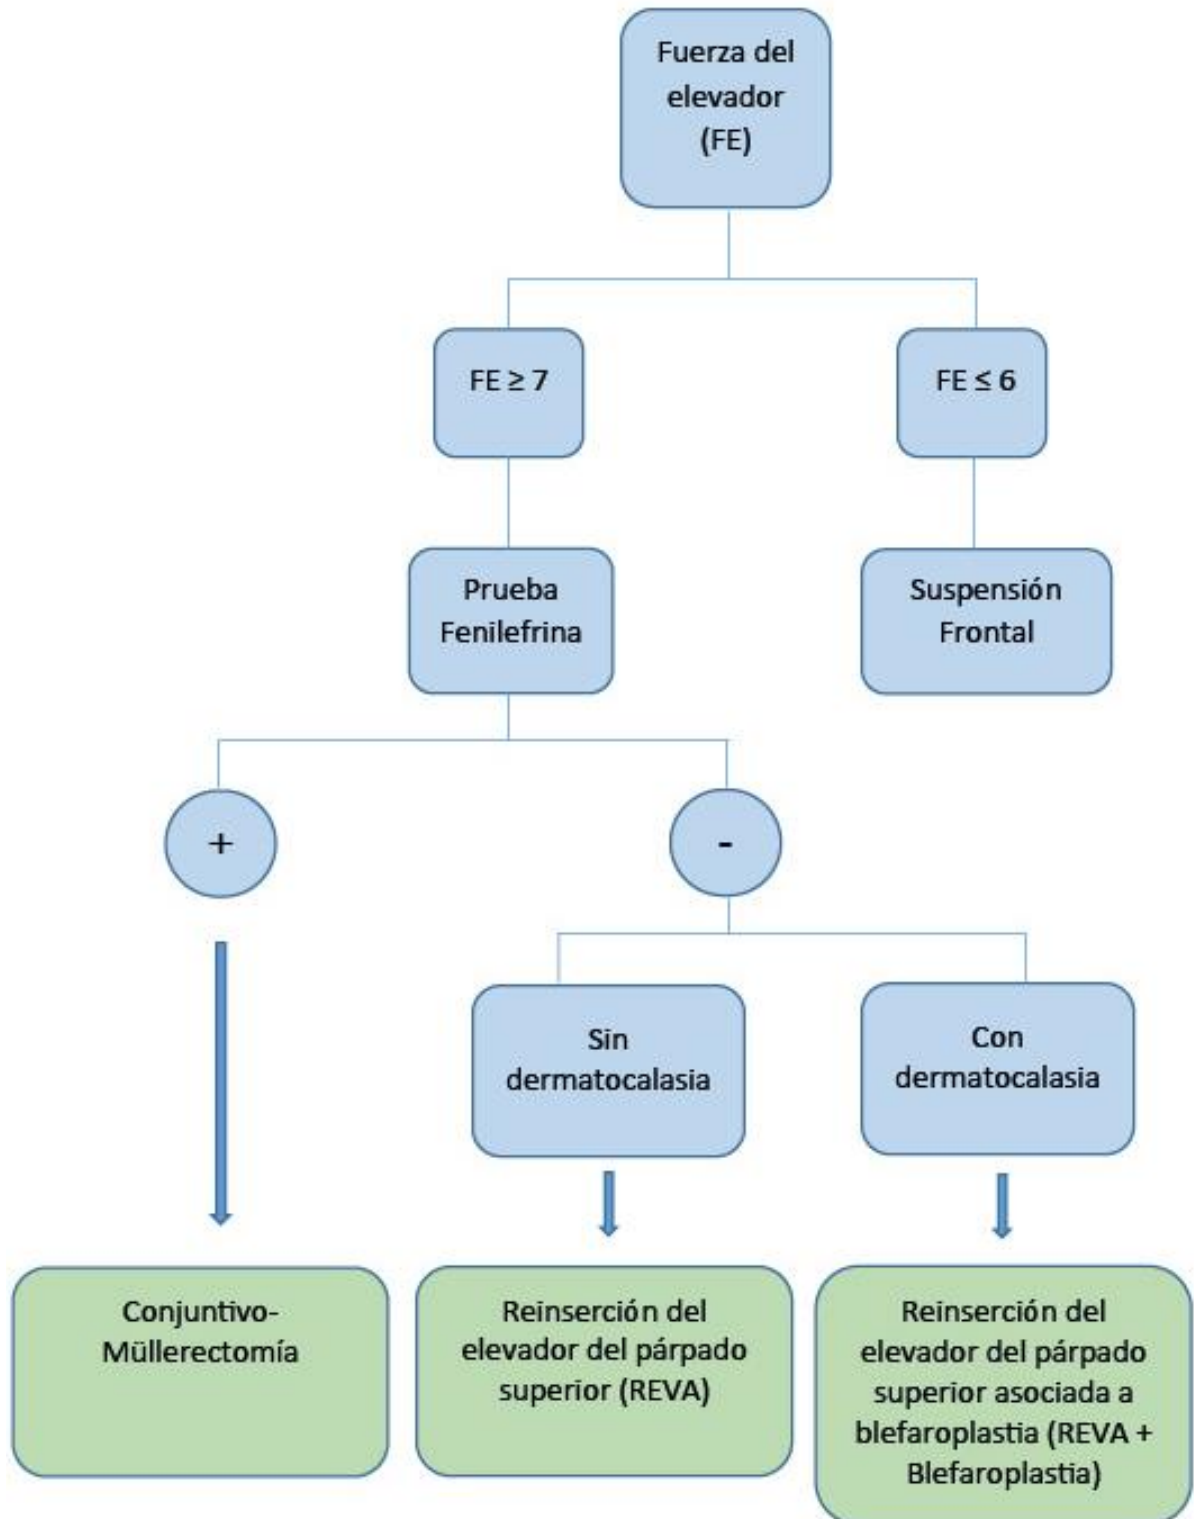 Fuerza del
elevador
(FE)
FE ≥ 7
FE ≤ 6
Prueba
Fenilefrina
Suspensión
Frontal
+
-
Sin
dermatocalasia
Con
dermatocalasia
Conjuntivo-
Müllerectomía
Reinserción del
elevador del párpado
superior (REVA)
Reinserción del
elevador del párpado
superior asociada a
blefaroplastia (REVA +
Blefaroplastia)